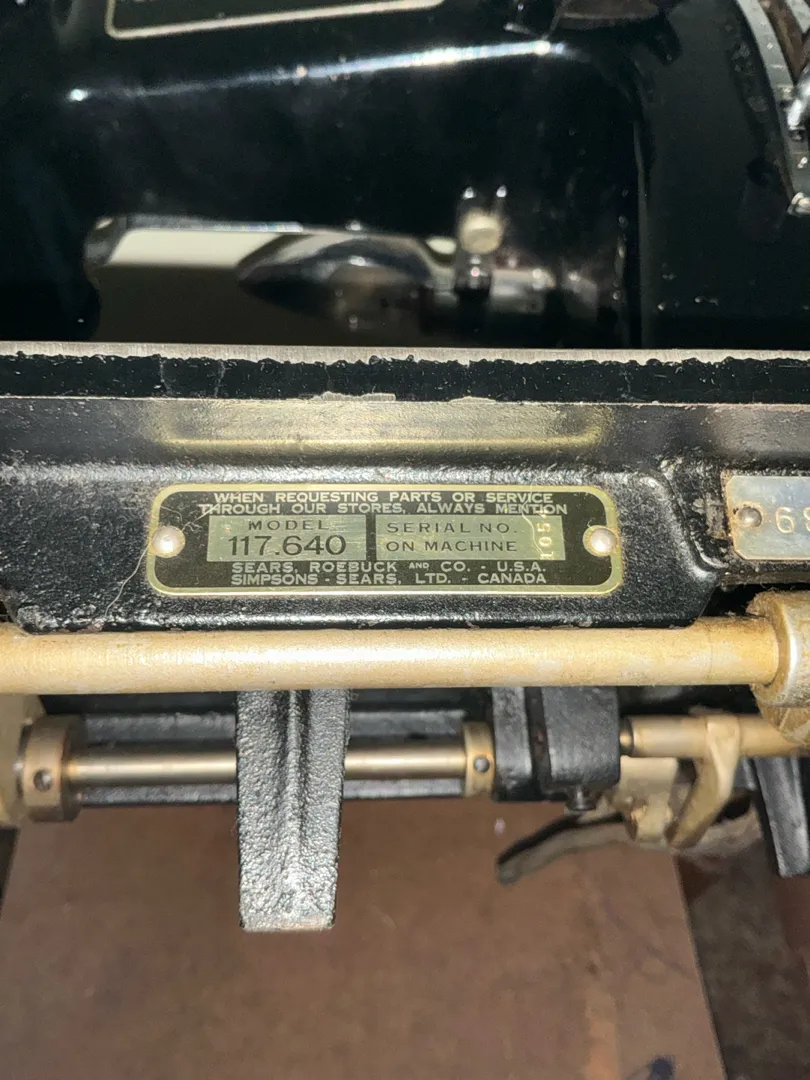 WHEN REQUESTING PARTS OR SERVICE
THROUGH OUR STORES, ALWAYS MENTION
MODEL
117.640
SERIAL NO.
ON MACHINE
105
SEARS, ROEBUCK AND CO. - U.S.A.
SIMPSONS - SEARS, LTD. - CANADA